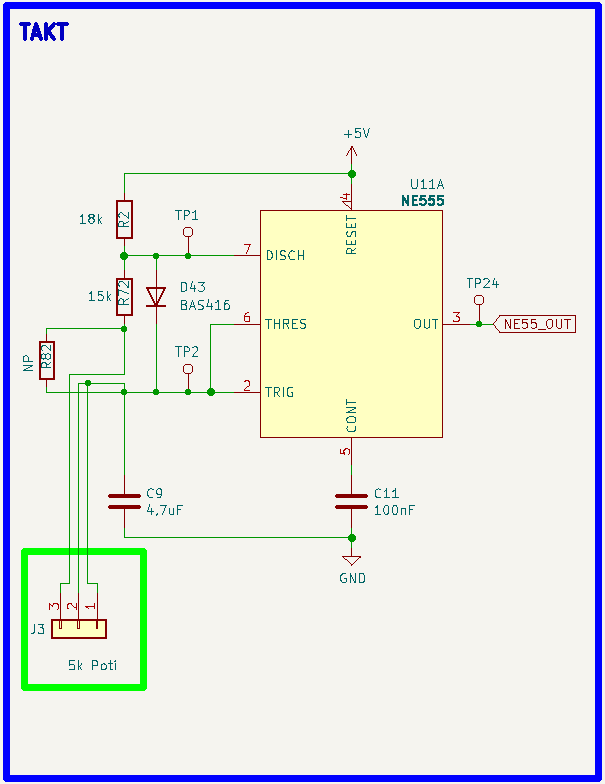 TAKT
+5V
U11A
NE555
4
RESET
18k
R2
TP1
7
DISCH
15k
R72
D43
BAS416
TP24
6
THRES
OUT
3
NE55_OUT
NP
R82
TP2
2
TRIG
CONT
5
C9
4,7uF
C11
100nF
GND
3
2
1
J3
5k Poti